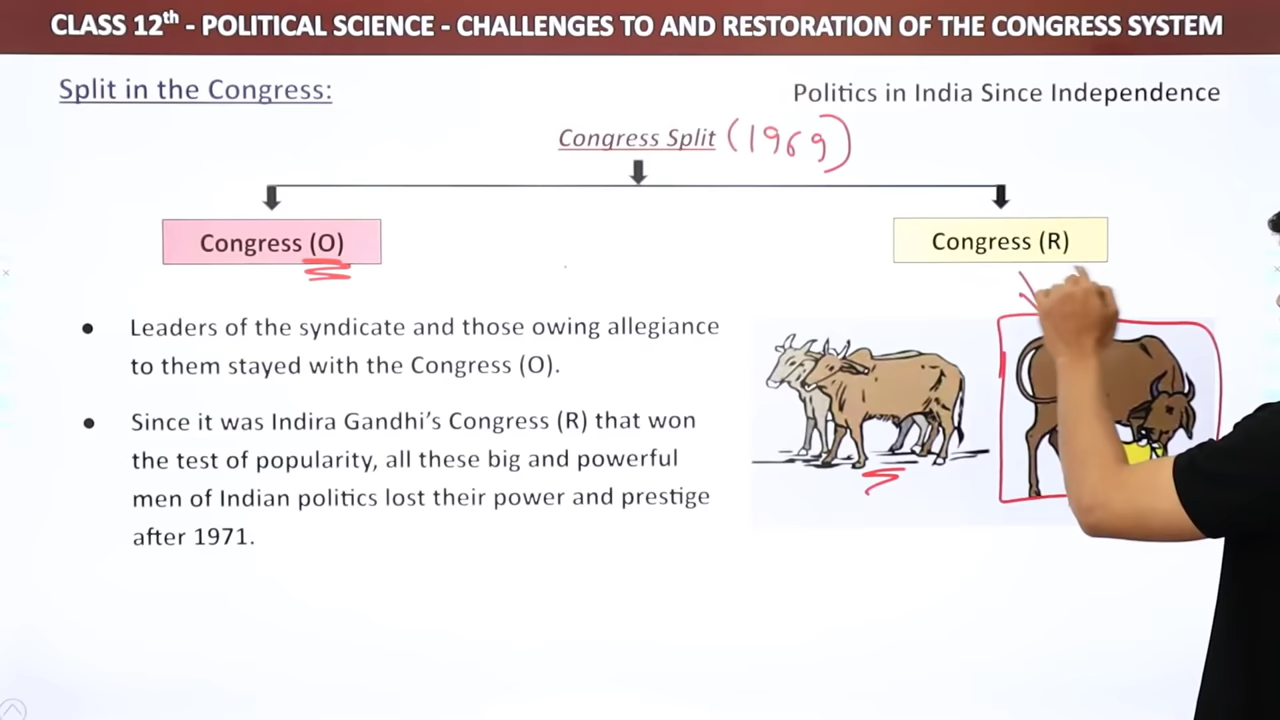 CLASS 12th - POLITICAL SCIENCE - CHALLENGES TO AND RESTORATION OF THE CONGRESS SYSTEM
Split in the Congress:
Politics in India Since Independence
Congress Split (1969)
Congress (O)
Congress (R)
● Leaders of the syndicate and those owing allegiance
to them stayed with the Congress (O).
● Since it was Indira Gandhi’s Congress (R) that won
the test of popularity, all these big and powerful
men of Indian politics lost their power and prestige
after 1971.